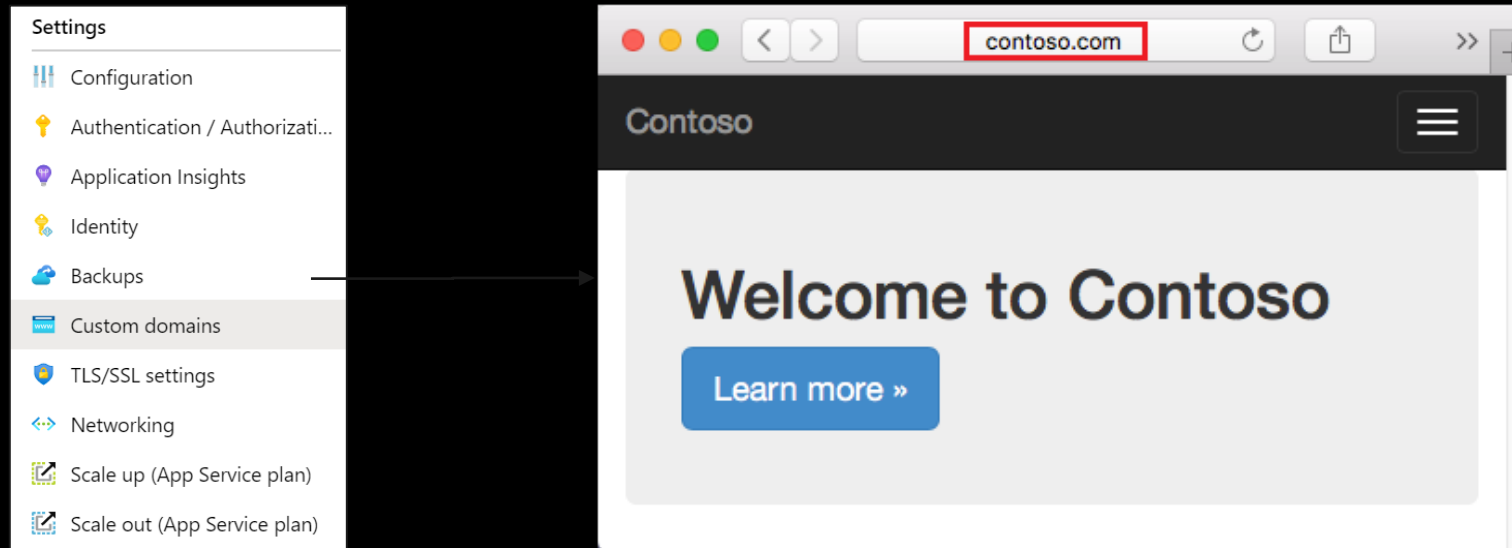 Settings
Configuration
Authentication / Authorizati...
Application Insights
Identity
Backups
Custom domains
TLS/SSL settings
Networking
Scale up (App Service plan)
Scale out (App Service plan)
contoso.com
Contoso
Welcome to Contoso
Learn more »